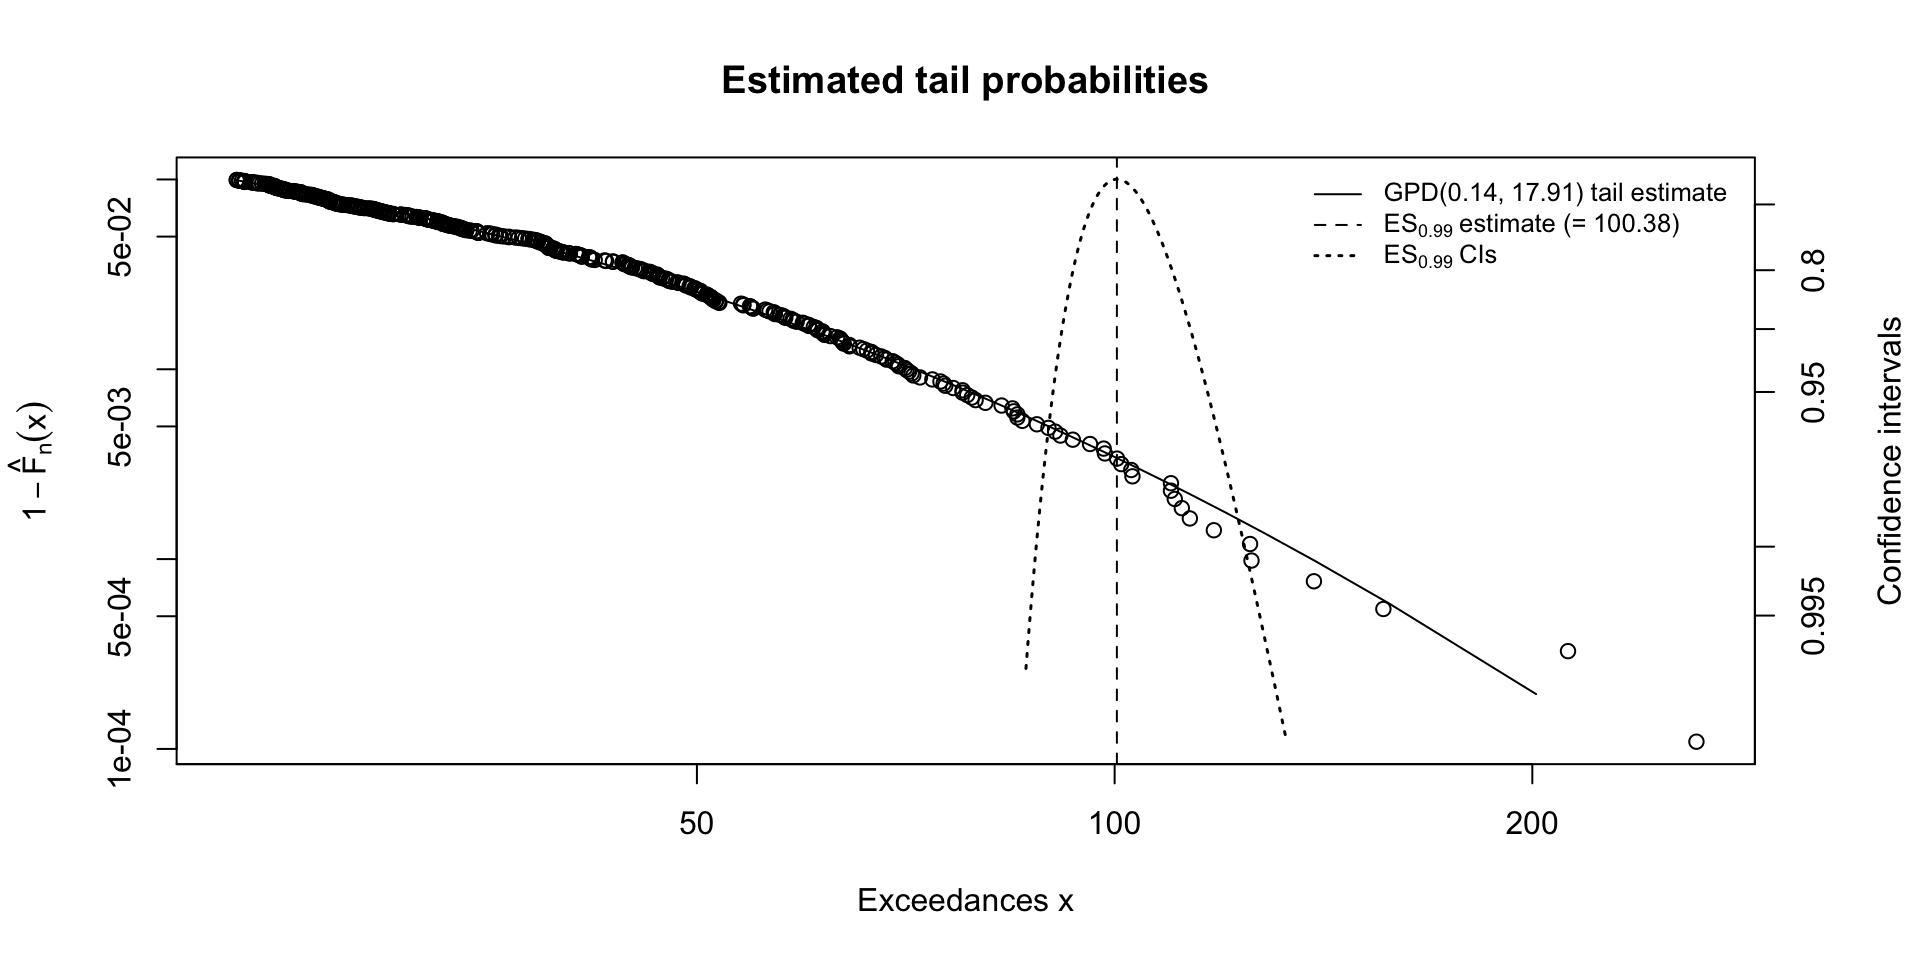 Estimated tail probabilities
GPD(0.14, 17.91) tail estimate
ES0.99 estimate (= 100.38)
ES0.99 CIs
1 − F̂n(x)
5e-02
5e-03
5e-04
1e-04
0.8
0.95
0.995
Confidence intervals
50 100 200
Exceedances x